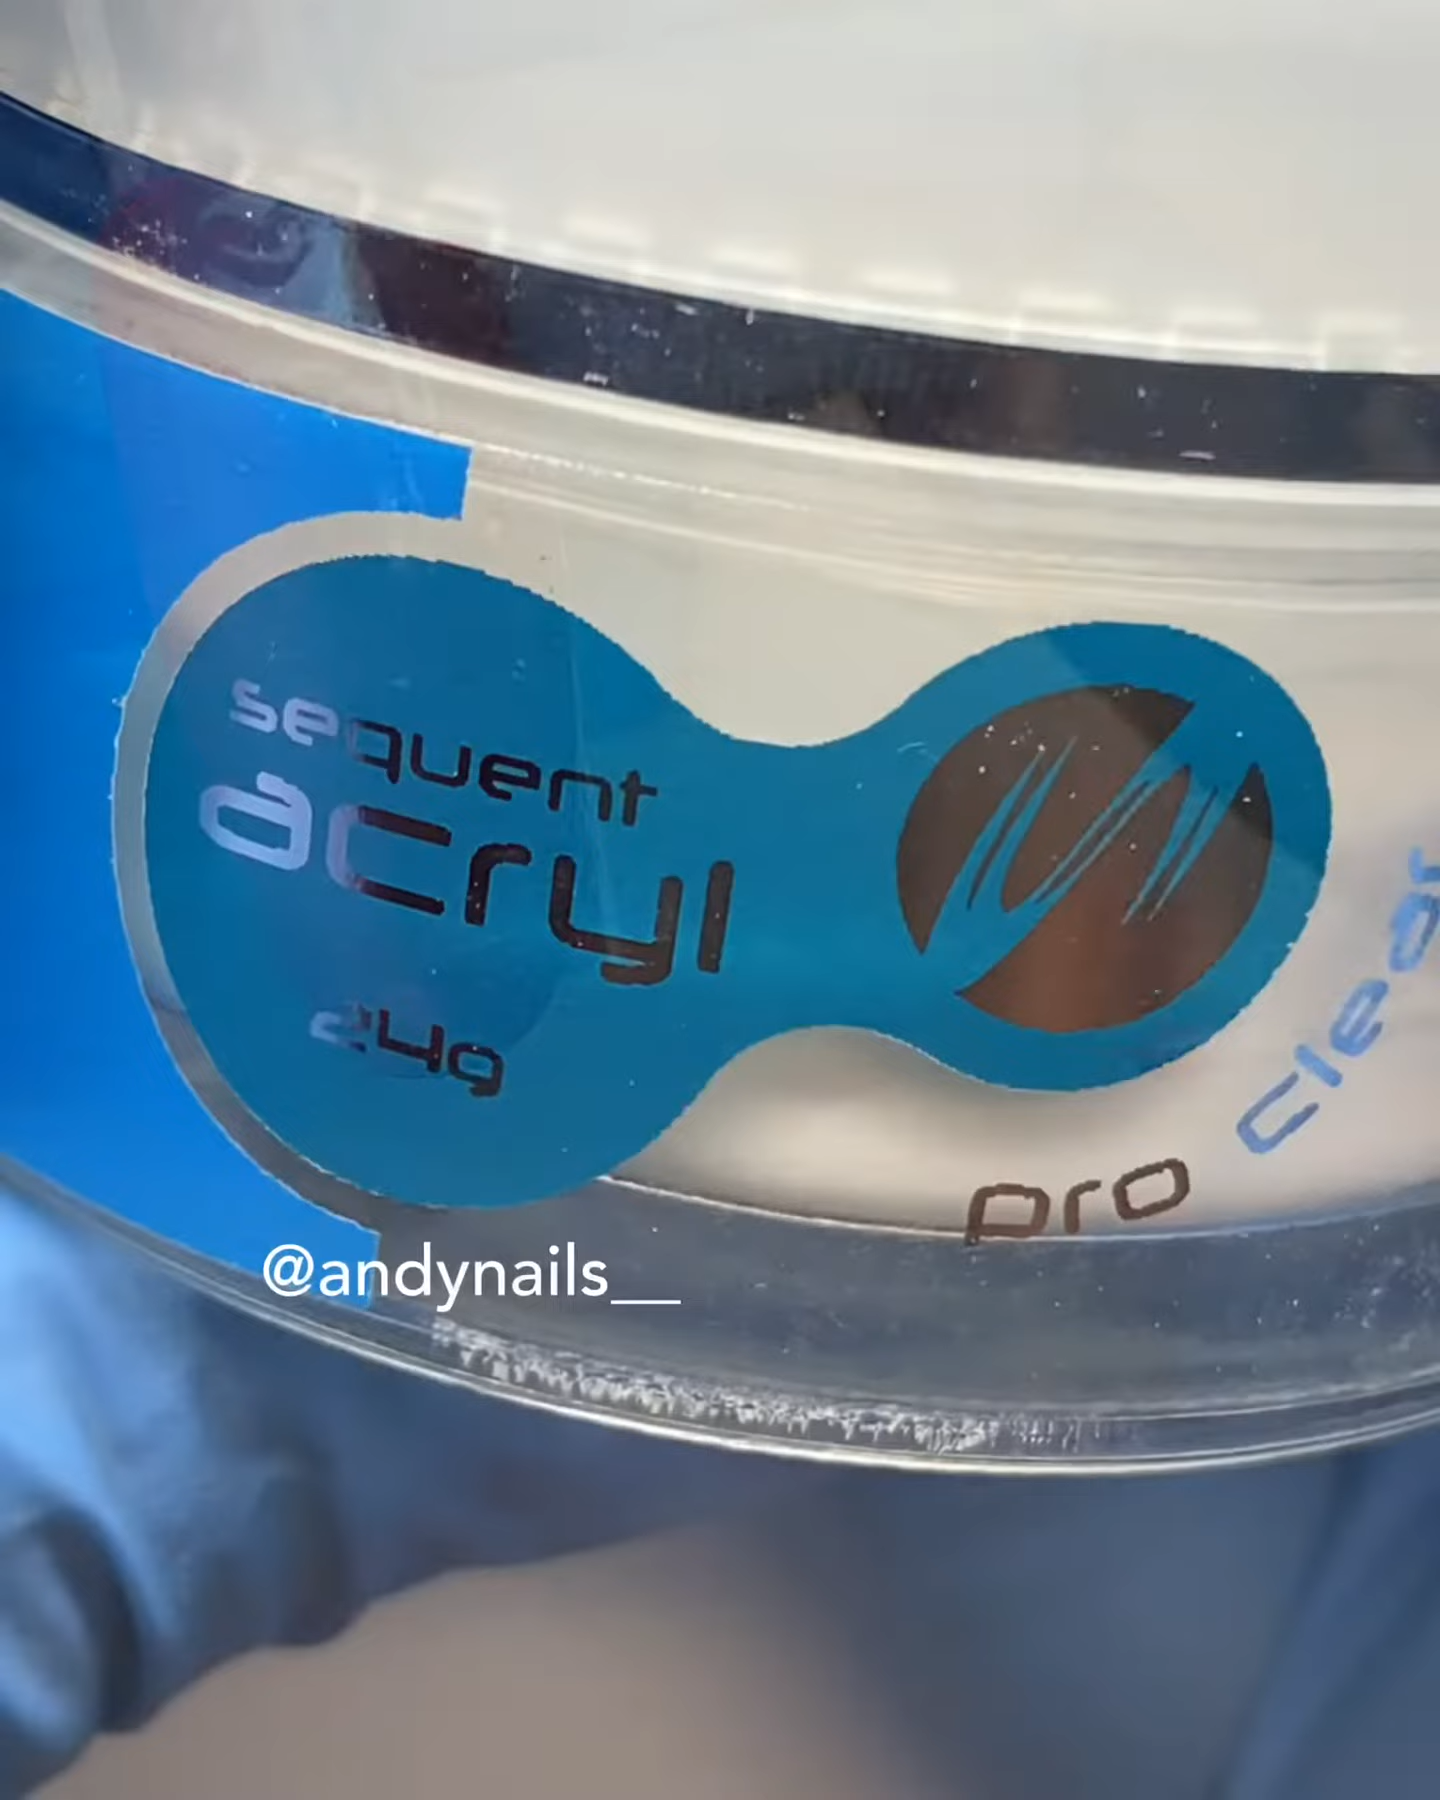 sequent
acryl
24g
pro clear
@andynails__